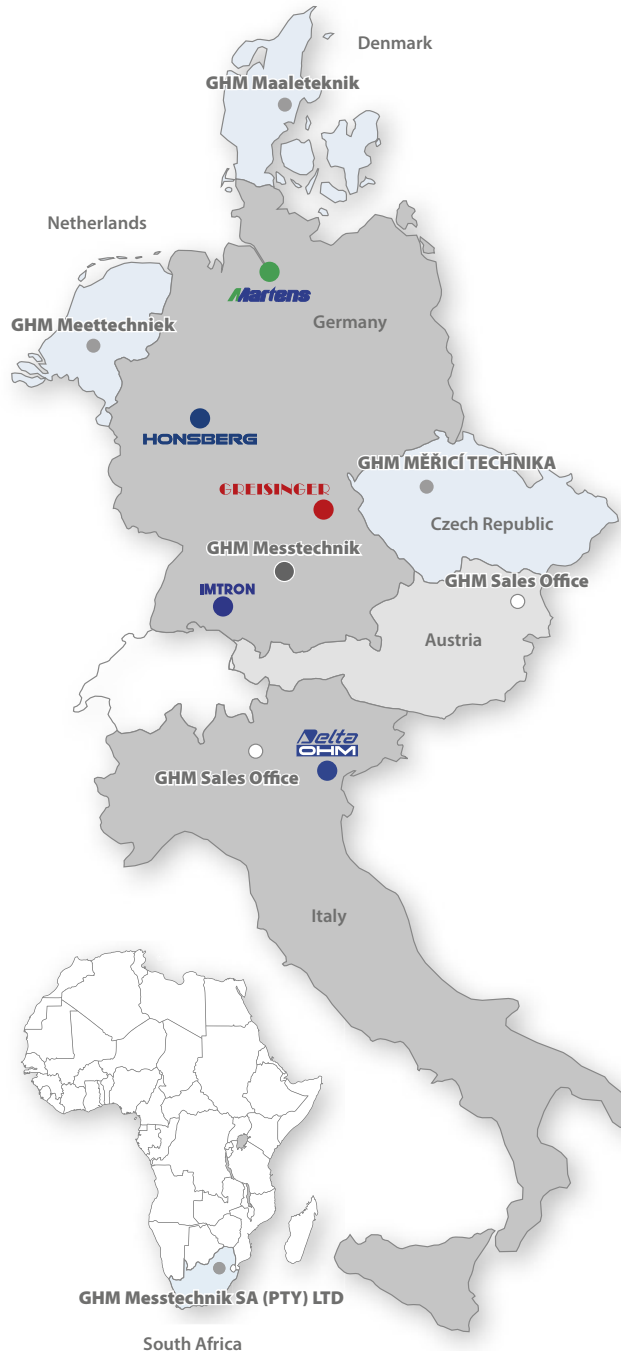 Denmark
GHM Maaleteknik
Netherlands
Martens
GHM Meettechniek
Germany
HONSBERG
GHM MĚŘICÍ TECHNIKA
GREISINGER
Czech Republic
GHM Messtechnik
GHM Sales Office
IMTRON
Austria
Delta
OHM
GHM Sales Office
Italy
GHM Messtechnik SA (PTY) LTD
South Africa